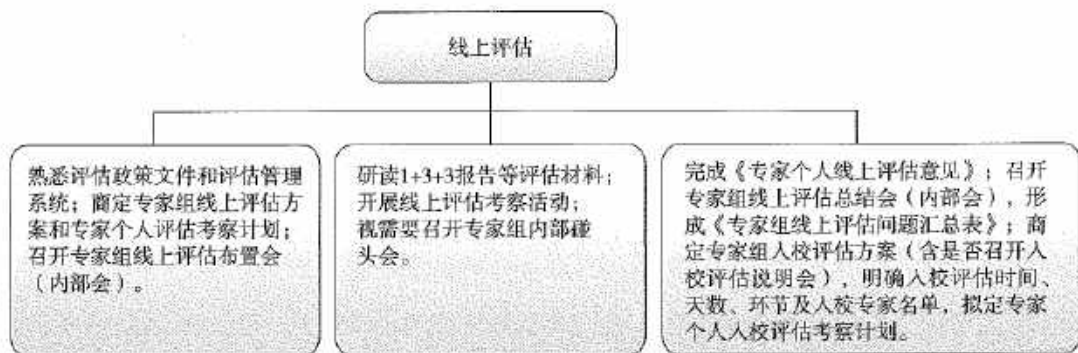 线上评估
熟悉评估政策文件和评估管理
系统；商定专家组线上评估方
案和专家个人评估考察计划；
召开专家组线上评估布置会
（内部会）。
研读1+3+3报告等评估材料；
开展线上评估考察活动；
视需要召开专家组内部碰
头会。
完成《专家个人线上评估意见》；召开
专家组线上评估总结会（内部会），形
成《专家组线上评估问题汇总表》；商
定专家组入校评估方案（含是否召开入
校评估说明会），明确入校评估时间、
天数、环节及入校专家名单，拟定专家
个人入校评估考察计划。